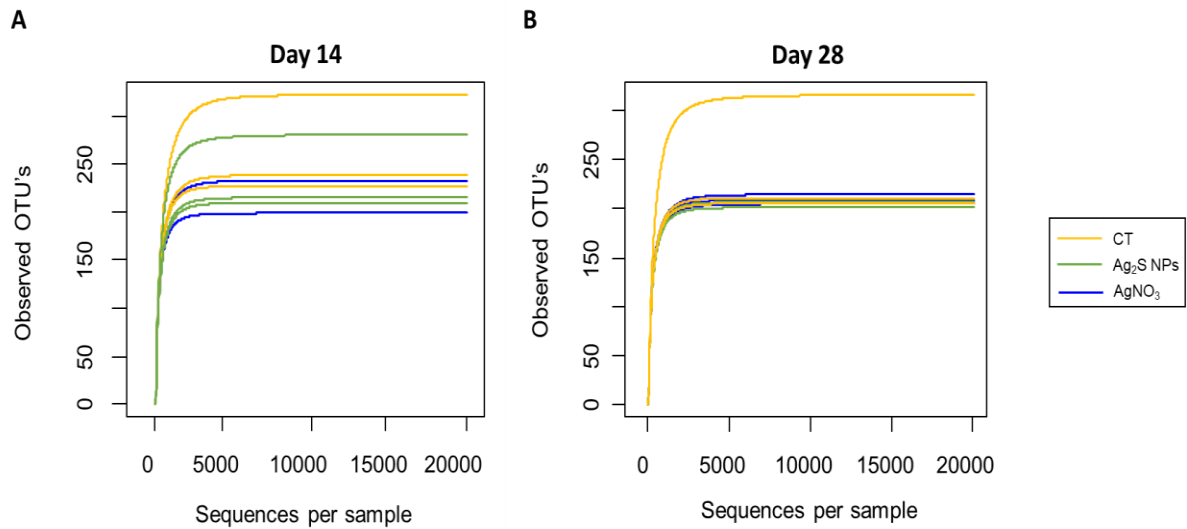 A
Day 14
Observed OTU's
250
150
50
0
0 5000 10000 15000 20000
Sequences per sample
B
Day 28
Observed OTU's
250
150
50
0
0 5000 10000 15000 20000
Sequences per sample
CT
Ag₂S NPs
AgNO₃